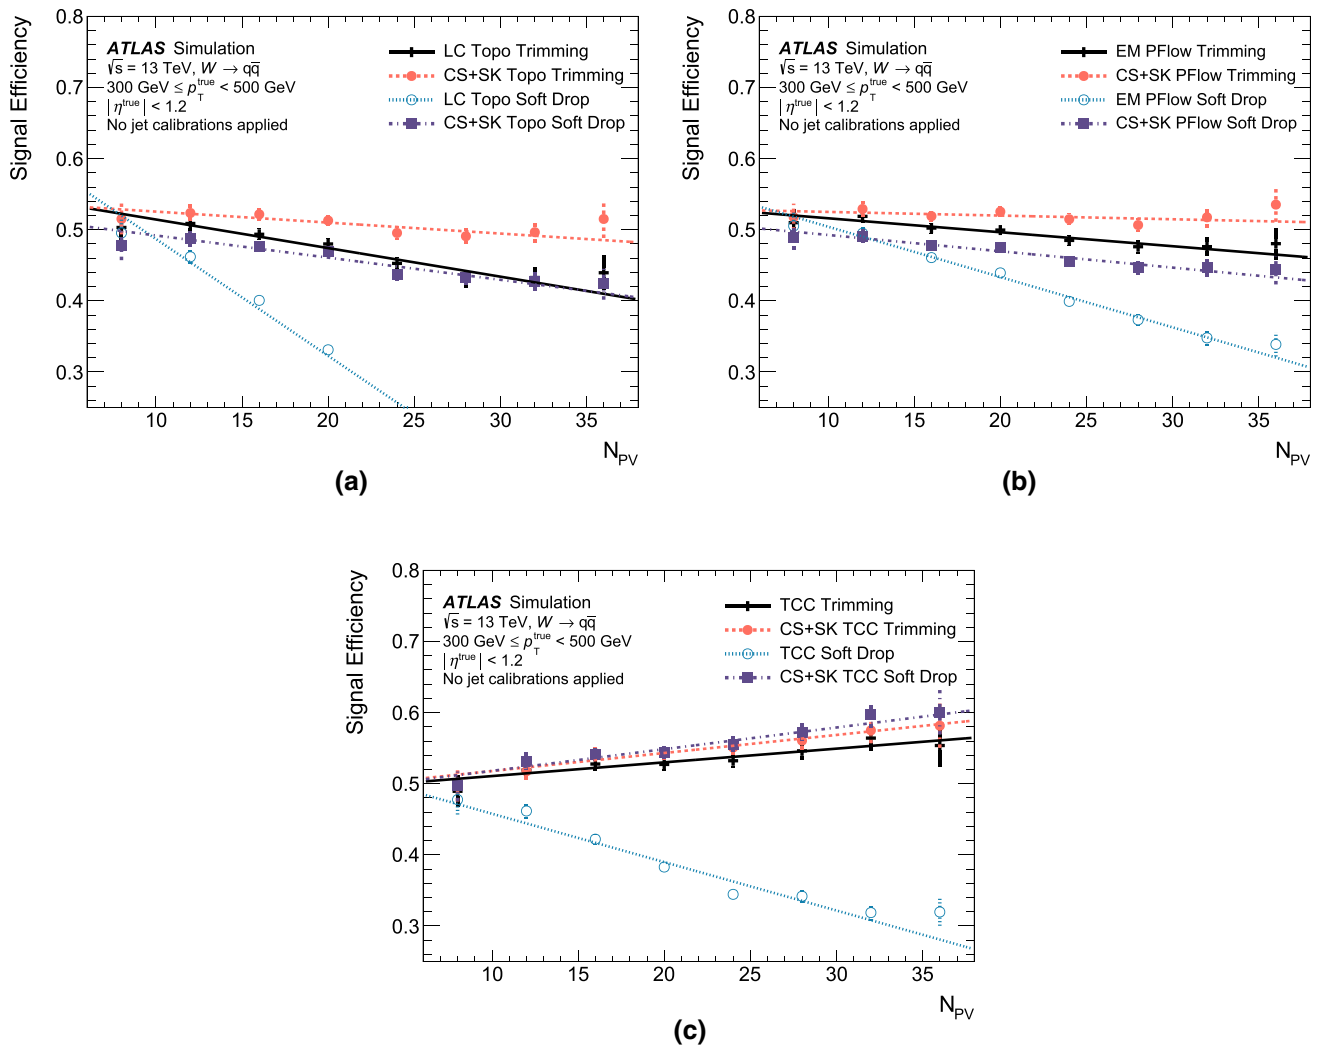 0.8
0.7
0.6
0.5
0.4
0.3
Signal Efficiency
ATLAS Simulation
√s = 13 TeV, W → qq̅
300 GeV ≤ p_T^true < 500 GeV
|η^true| < 1.2
No jet calibrations applied
LC Topo Trimming
CS+SK Topo Trimming
LC Topo Soft Drop
CS+SK Topo Soft Drop
10 15 20 25 30 35
N_PV
(a)
0.8
0.7
0.6
0.5
0.4
0.3
Signal Efficiency
ATLAS Simulation
√s = 13 TeV, W → qq̅
300 GeV ≤ p_T^true < 500 GeV
|η^true| < 1.2
No jet calibrations applied
EM PFlow Trimming
CS+SK PFlow Trimming
EM PFlow Soft Drop
CS+SK PFlow Soft Drop
10 15 20 25 30 35
N_PV
(b)
0.8
0.7
0.6
0.5
0.4
0.3
Signal Efficiency
ATLAS Simulation
√s = 13 TeV, W → qq̅
300 GeV ≤ p_T^true < 500 GeV
|η^true| < 1.2
No jet calibrations applied
TCC Trimming
CS+SK TCC Trimming
TCC Soft Drop
CS+SK TCC Soft Drop
10 15 20 25 30 35
N_PV
(c)